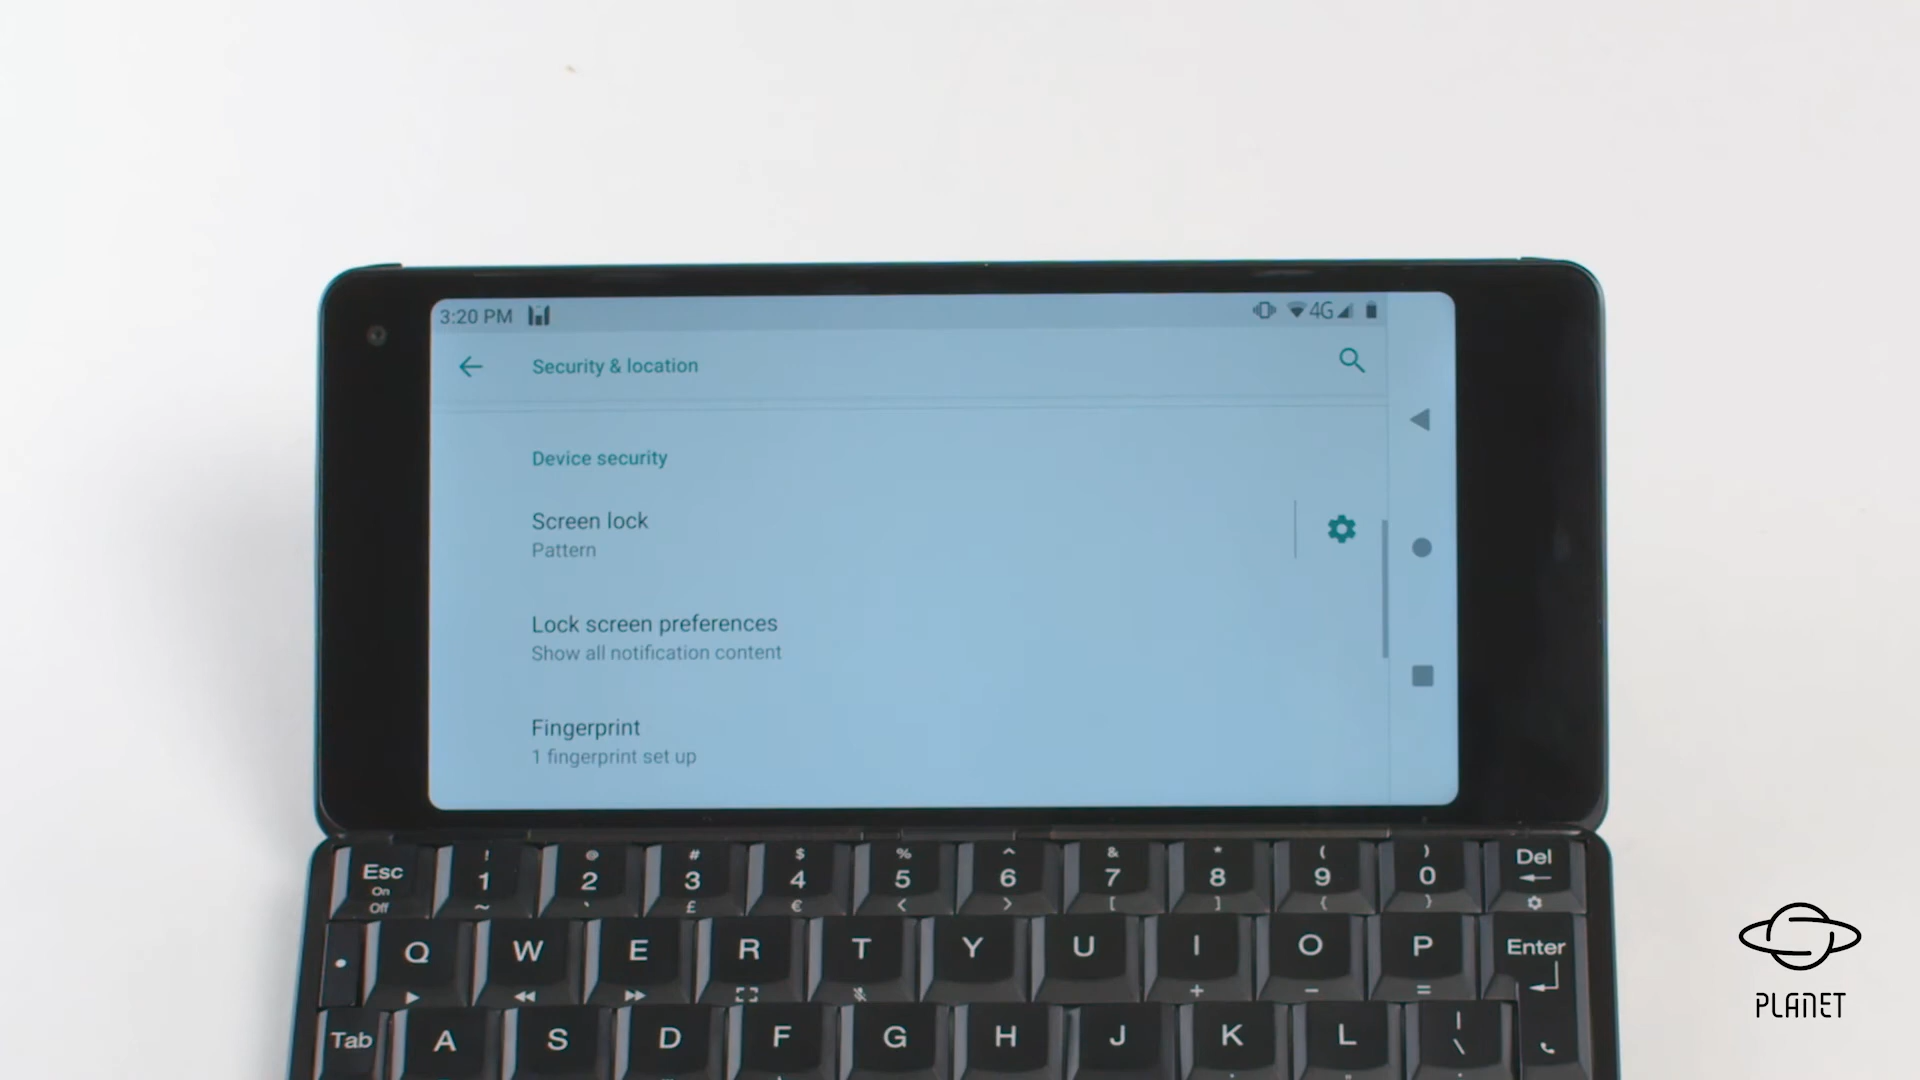 3:20 PM 4G
Security & location
Device security
Screen lock
Pattern
Lock screen preferences
Show all notification content
Fingerprint
1 fingerprint set up
! @ # $ % ^ & * ( ) Del
Esc 1 2 3 4 5 6 7 8 9 0
On
Off ~ ` £ € < > [ ] { }
Q W E R T Y U I O P Enter
+ − =
Tab A S D F G H J K L | \
PLANET